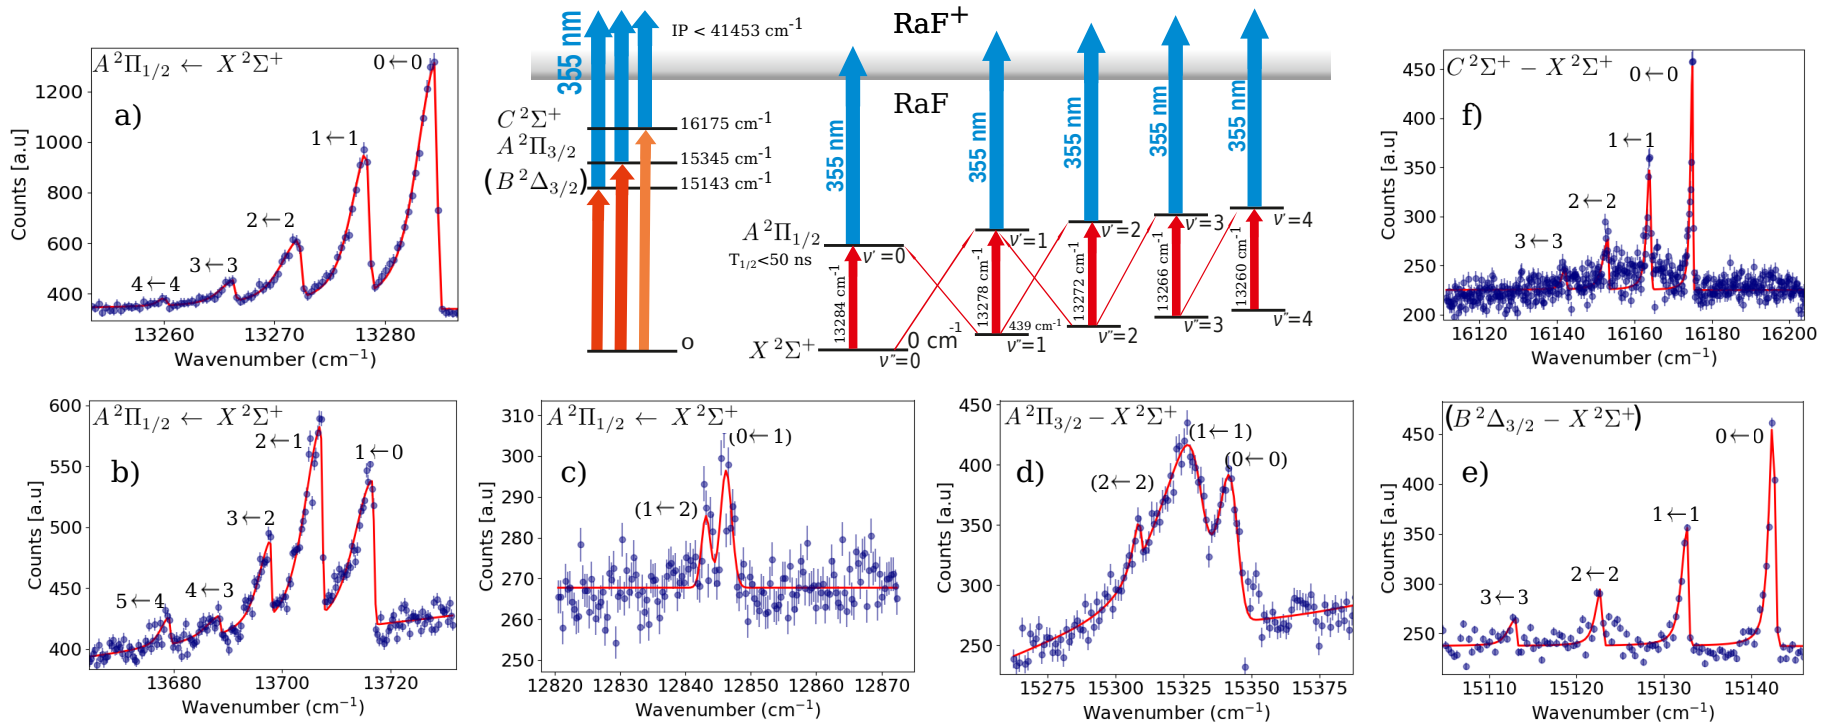 A ²Π₁/₂ ← X ²Σ⁺
0←0
a)
1←1
2←2
3←3
4←4
1200
1000
800
600
400
Counts [a.u]
13260 13270 13280
Wavenumber (cm⁻¹)
RaF⁺
IP < 41453 cm⁻¹
355 nm
RaF
C ²Σ⁺
16175 cm⁻¹
A ²Π₃/₂
15345 cm⁻¹
(B ²Δ₃/₂)
15143 cm⁻¹
0
355 nm
355 nm
355 nm
355 nm
355 nm
A ²Π₁/₂
T₁/₂<50 ns
v'=0
v'=1
v'=2
v'=3
v'=4
13284 cm⁻¹
13278 cm⁻¹
13272 cm⁻¹
13266 cm⁻¹
13260 cm⁻¹
X ²Σ⁺
0 cm⁻¹
439 cm⁻¹
v"=0
v"=1
v"=2
v"=3
v"=4
C ²Σ⁺ − X ²Σ⁺
0←0
f)
1←1
2←2
3←3
450
400
350
300
250
200
Counts [a.u]
16120 16140 16160 16180 16200
Wavenumber (cm⁻¹)
A ²Π₁/₂ ← X ²Σ⁺
b)
2←1
1←0
3←2
4←3
5←4
600
550
500
450
400
Counts [a.u]
13680 13700 13720
Wavenumber (cm⁻¹)
A ²Π₁/₂ ← X ²Σ⁺
(0←1)
c)
(1←2)
310
300
290
280
270
260
250
Counts [a.u]
12820 12830 12840 12850 12860 12870
Wavenumber (cm⁻¹)
A ²Π₃/₂ − X ²Σ⁺
(1←1)
(0←0)
d)
(2←2)
450
400
350
300
250
Counts [a.u]
15275 15300 15325 15350 15375
Wavenumber (cm⁻¹)
(B ²Δ₃/₂ − X ²Σ⁺)
0←0
e)
1←1
2←2
3←3
450
400
350
300
250
Counts [a.u]
15110 15120 15130 15140
Wavenumber (cm⁻¹)